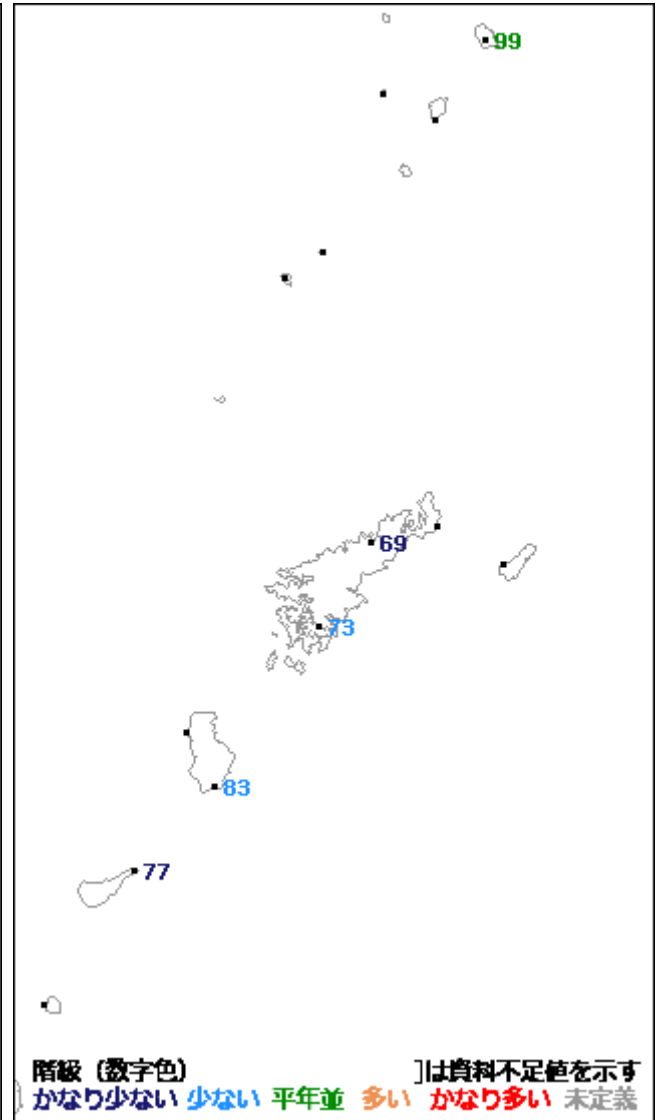 99
69
73
83
77
階級（数字色） ]は資料不足値を示す
かなり少ない 少ない 平年並 多い かなり多い 未定義